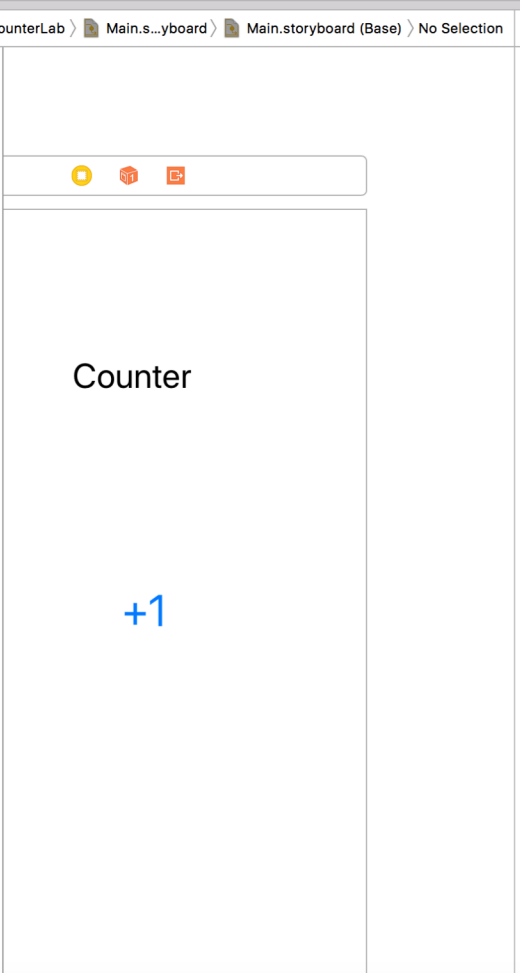 ounterLab 〉 Main.s...yboard 〉 Main.storyboard (Base) 〉 No Selection
Counter
+1